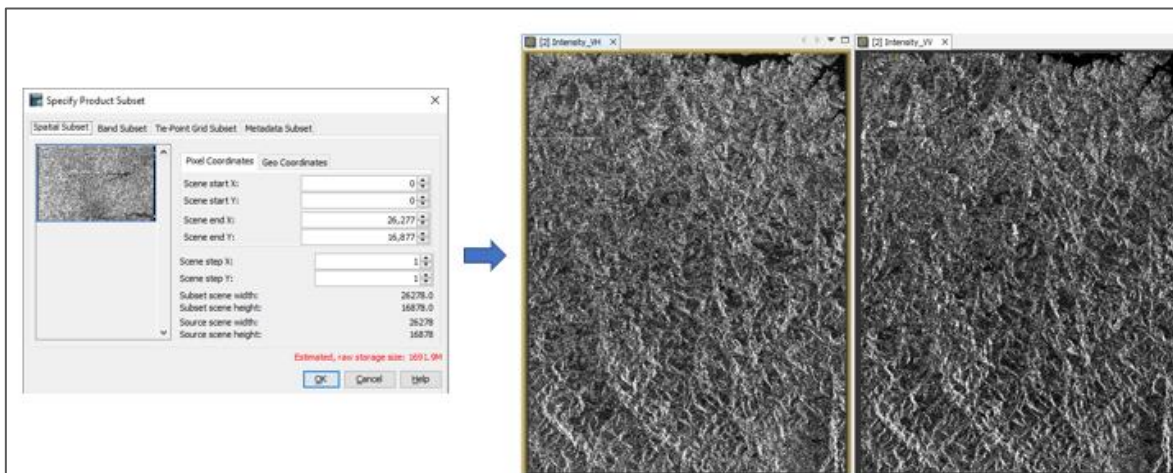 Specify Product Subset
Spatial Subset Band Subset Tie-Point Grid Subset Metadata Subset
Pixel Coordinates Geo Coordinates
Scene start X: 0
Scene start Y: 0
Scene end X: 26,277
Scene end Y: 16,877
Scene step X: 1
Scene step Y: 1
Subset scene width: 26278.0
Subset scene height: 16878.0
Source scene width: 26278
Source scene height: 16878
Estimated, raw storage size: 1691.9M
OK Cancel Help
[2] Intensity_VH
[2] Intensity_VV